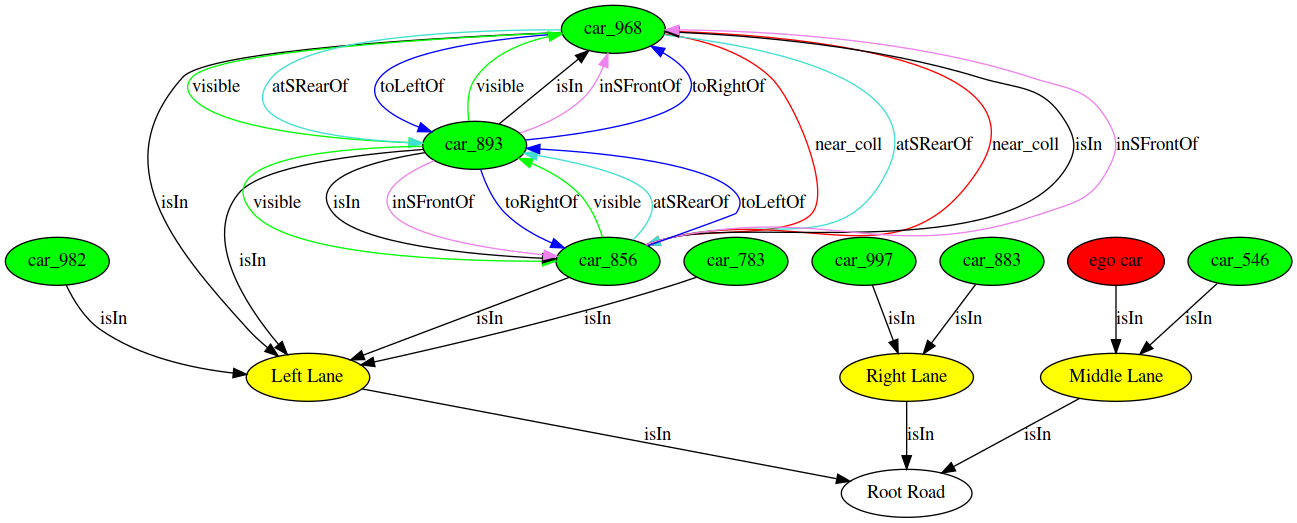 car_968
visible
atSRearOf
toLeftOf
visible
isIn
inSFrontOf
toRightOf
car_893
near_coll
atSRearOf
near_coll
isIn
inSFrontOf
isIn
visible
isIn
inSFrontOf
toRightOf
visible
atSRearOf
toLeftOf
isIn
car_982
car_856
car_783
car_997
car_883
ego car
car_546
isIn
isIn
isIn
isIn
isIn
isIn
isIn
Left Lane
Right Lane
Middle Lane
isIn
isIn
isIn
Root Road